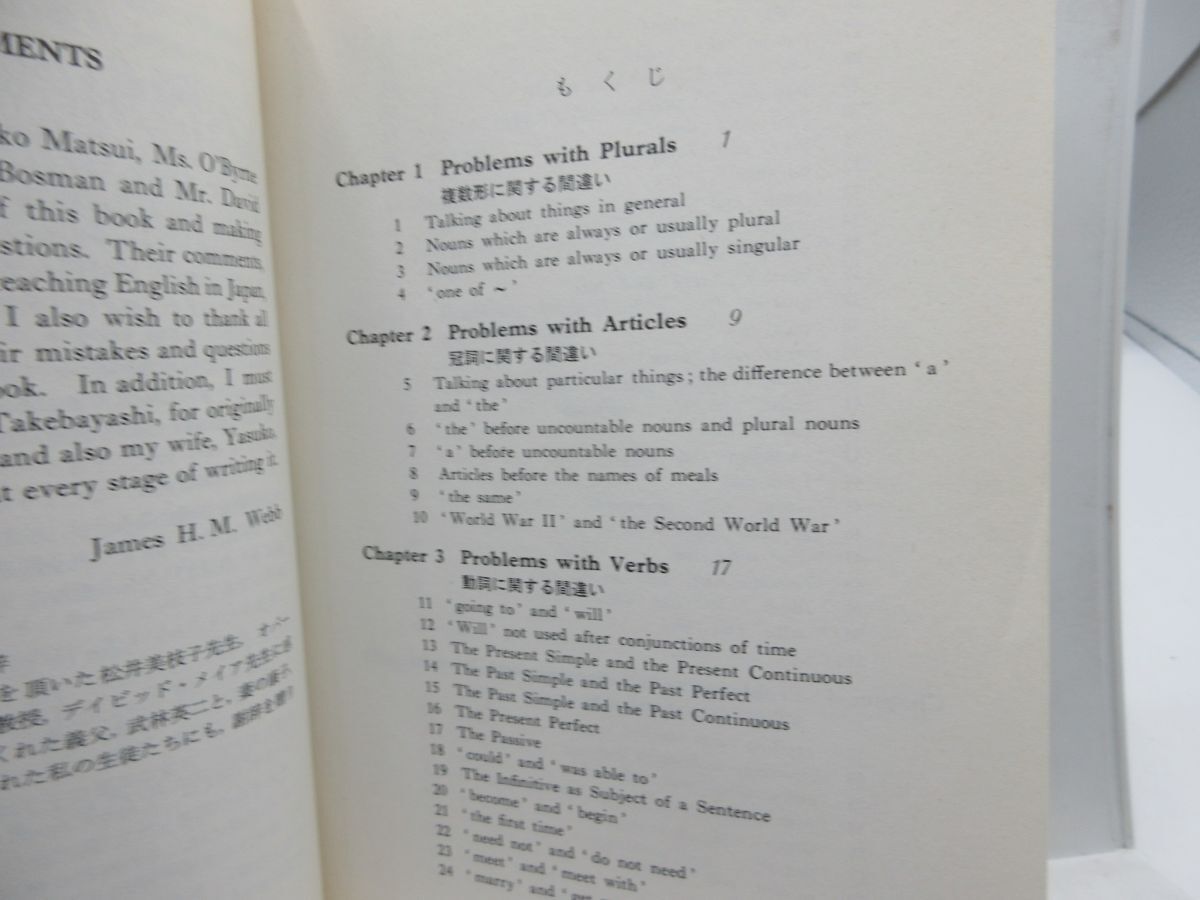 MENTS
ko Matsui, Ms. O'Byrne
Bosman and Mr. David
f this book and making
stions. Their comments,
eaching English in Japan,
I also wish to thank all
ir mistakes and questions
ook. In addition, I must
Takebayashi, for originally
and also my wife, Yasuko,
t every stage of writing it.
James H. M. Webb
辞
を頂いた松井美枝子先生，オバー
教授，デイビッド・メイア先生に感
くれた義父，武林英二と，妻の
れた私の生徒たちにも，
もくじ
Chapter 1 Problems with Plurals 1
複数形に関する間違い
1 Talking about things in general
2 Nouns which are always or usually plural
3 Nouns which are always or usually singular
4 ‘one of ～’
Chapter 2 Problems with Articles 9
冠詞に関する間違い
5 Talking about particular things; the difference between ‘a’
and ‘the’
6 ‘the’ before uncountable nouns and plural nouns
7 ‘a’ before uncountable nouns
8 Articles before the names of meals
9 ‘the same’
10 ‘World War II’ and ‘the Second World War’
Chapter 3 Problems with Verbs 17
動詞に関する間違い
11 ‘going to’ and ‘will’
12 ‘Will’ not used after conjunctions of time
13 The Present Simple and the Present Continuous
14 The Past Simple and the Past Perfect
15 The Past Simple and the Past Continuous
16 The Present Perfect
17 The Passive
18 ‘could’ and ‘was able to’
19 The Infinitive as Subject of a Sentence
20 ‘become’ and ‘begin’
21 ‘the first time’
22 ‘need not’ and ‘do not need’
23 ‘meet’ and ‘meet with’
24 ‘marry’ and